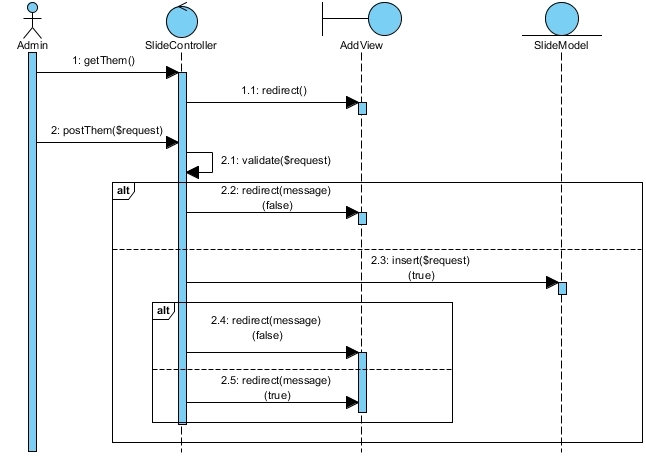 Admin
SlideController
AddView
SlideModel
1: getThem()
1.1: redirect()
2: postThem($request)
2.1: validate($request)
alt
2.2: redirect(message)
(false)
2.3: insert($request)
(true)
alt
2.4: redirect(message)
(false)
2.5: redirect(message)
(true)